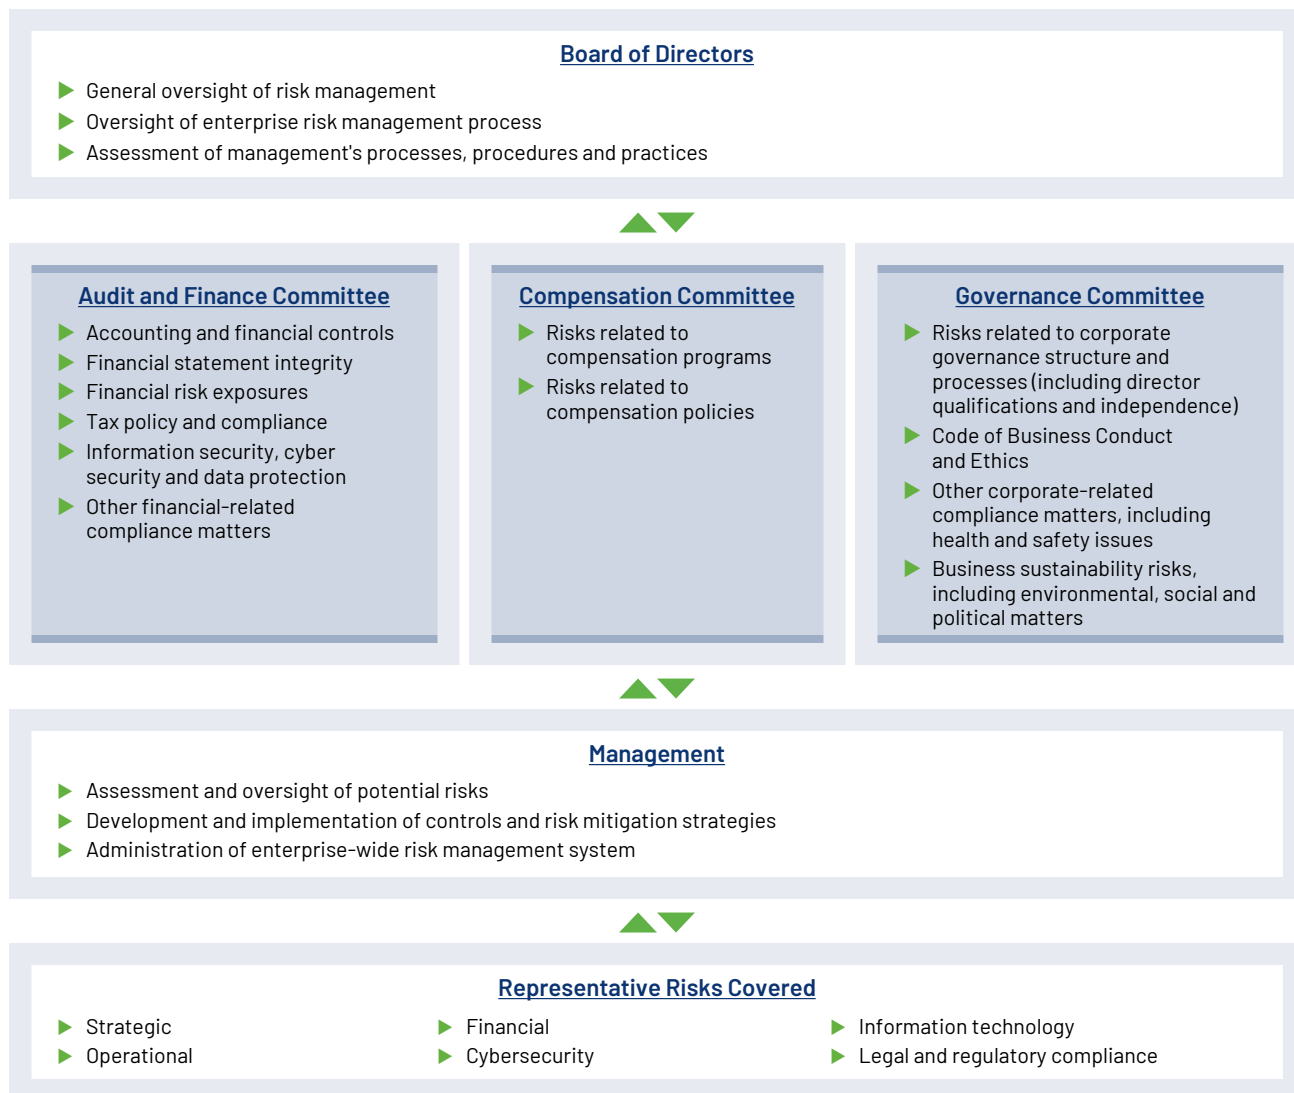 Board of Directors
General oversight of risk management
Oversight of enterprise risk management process
Assessment of management's processes, procedures and practices
Audit and Finance Committee
Accounting and financial controls
Financial statement integrity
Financial risk exposures
Tax policy and compliance
Information security, cyber
security and data protection
Other financial-related
compliance matters
Compensation Committee
Risks related to
compensation programs
Risks related to
compensation policies
Governance Committee
Risks related to corporate
governance structure and
processes (including director
qualifications and independence)
Code of Business Conduct
and Ethics
Other corporate-related
compliance matters, including
health and safety issues
Business sustainability risks,
including environmental, social and
political matters
Management
Assessment and oversight of potential risks
Development and implementation of controls and risk mitigation strategies
Administration of enterprise-wide risk management system
Representative Risks Covered
Strategic
Operational
Financial
Cybersecurity
Information technology
Legal and regulatory compliance